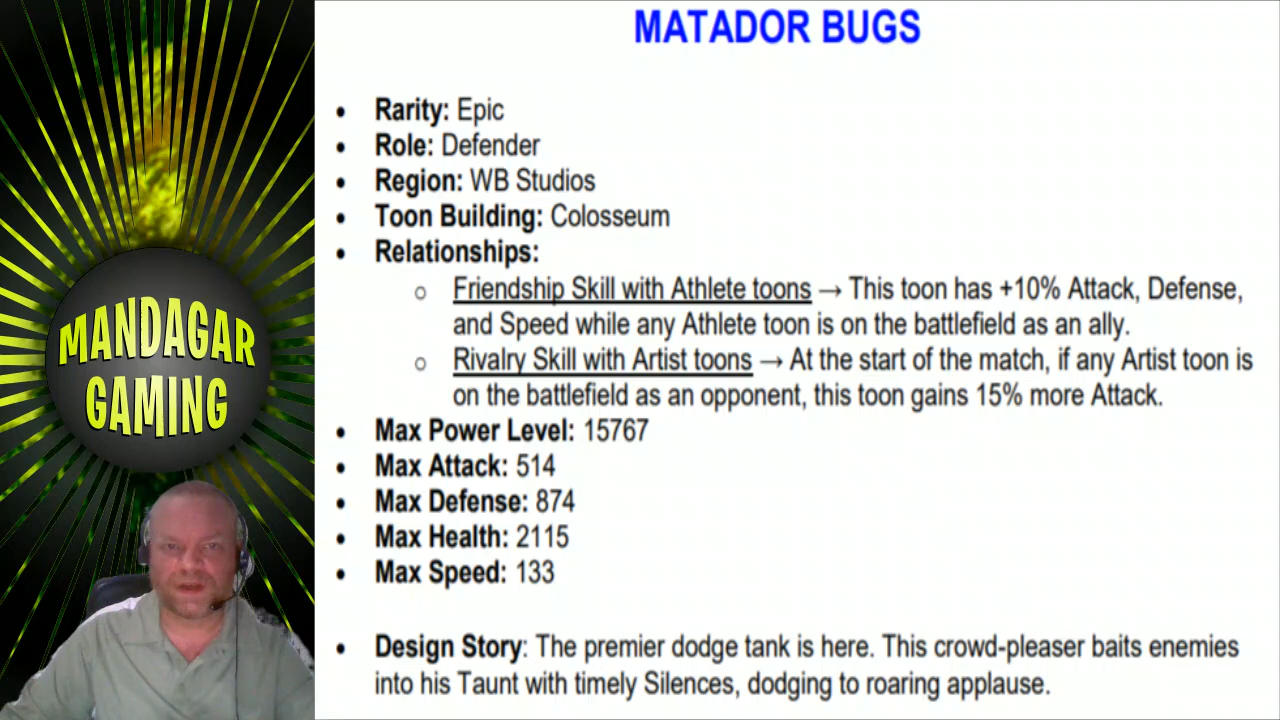 MATADOR BUGS
• Rarity: Epic
• Role: Defender
• Region: WB Studios
• Toon Building: Colosseum
• Relationships:
o Friendship Skill with Athlete toons → This toon has +10% Attack, Defense,
and Speed while any Athlete toon is on the battlefield as an ally.
o Rivalry Skill with Artist toons → At the start of the match, if any Artist toon is
on the battlefield as an opponent, this toon gains 15% more Attack.
• Max Power Level: 15767
• Max Attack: 514
• Max Defense: 874
• Max Health: 2115
• Max Speed: 133
• Design Story: The premier dodge tank is here. This crowd-pleaser baits enemies
into his Taunt with timely Silences, dodging to roaring applause.
MANDAGAR
GAMING